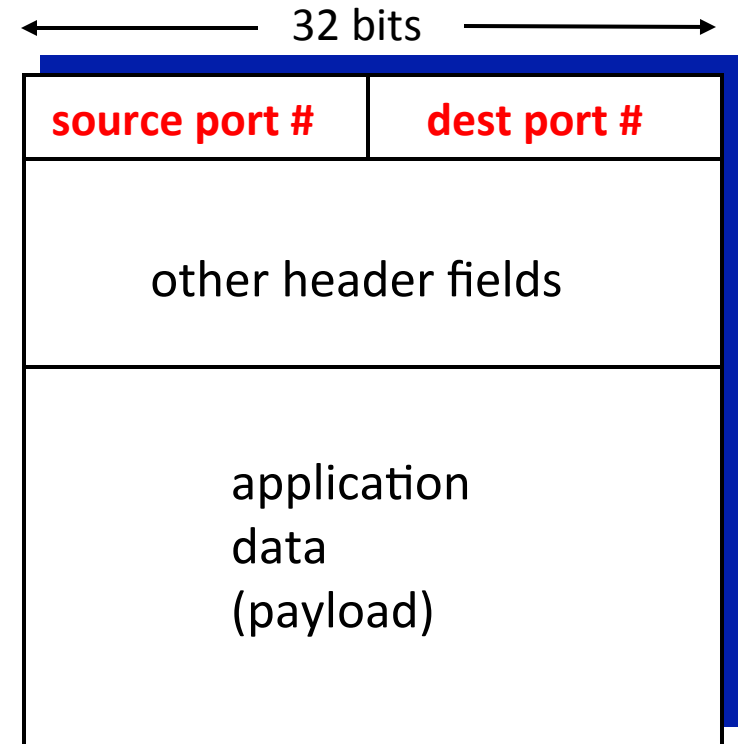 32 bits
source port # dest port #
other header fields
application
data
(payload)